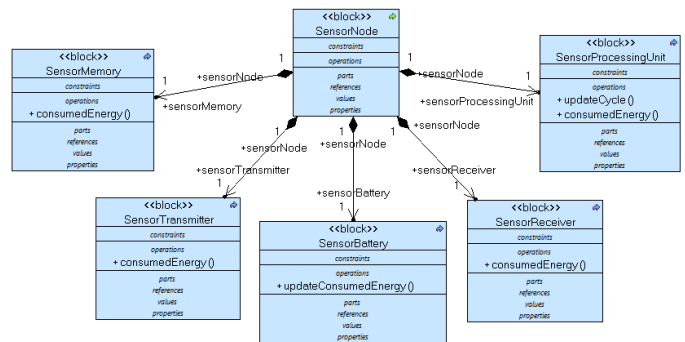 <<block>>
SensorNode
constraints
operations
parts
references
values
properties
<<block>>
SensorMemory
constraints
operations
+ consumedEnergy()
parts
references
values
properties
<<block>>
SensorProcessingUnit
constraints
operations
+ updateCycle()
+ consumedEnergy()
parts
references
values
properties
1
+sensorNode
1
+sensorMemory
1
+sensorNode
1
+sensorProcessingUnit
1
+sensorNode
+sensorTransmitter
1
1
+sensorBattery
1
1
+sensorNode
+sensorReceiver
1
<<block>>
SensorTransmitter
constraints
operations
+ consumedEnergy()
parts
references
values
properties
<<block>>
SensorBattery
constraints
operations
+ updateConsumedEnergy()
parts
references
values
properties
<<block>>
SensorReceiver
constraints
operations
+ consumedEnergy()
parts
references
values
properties